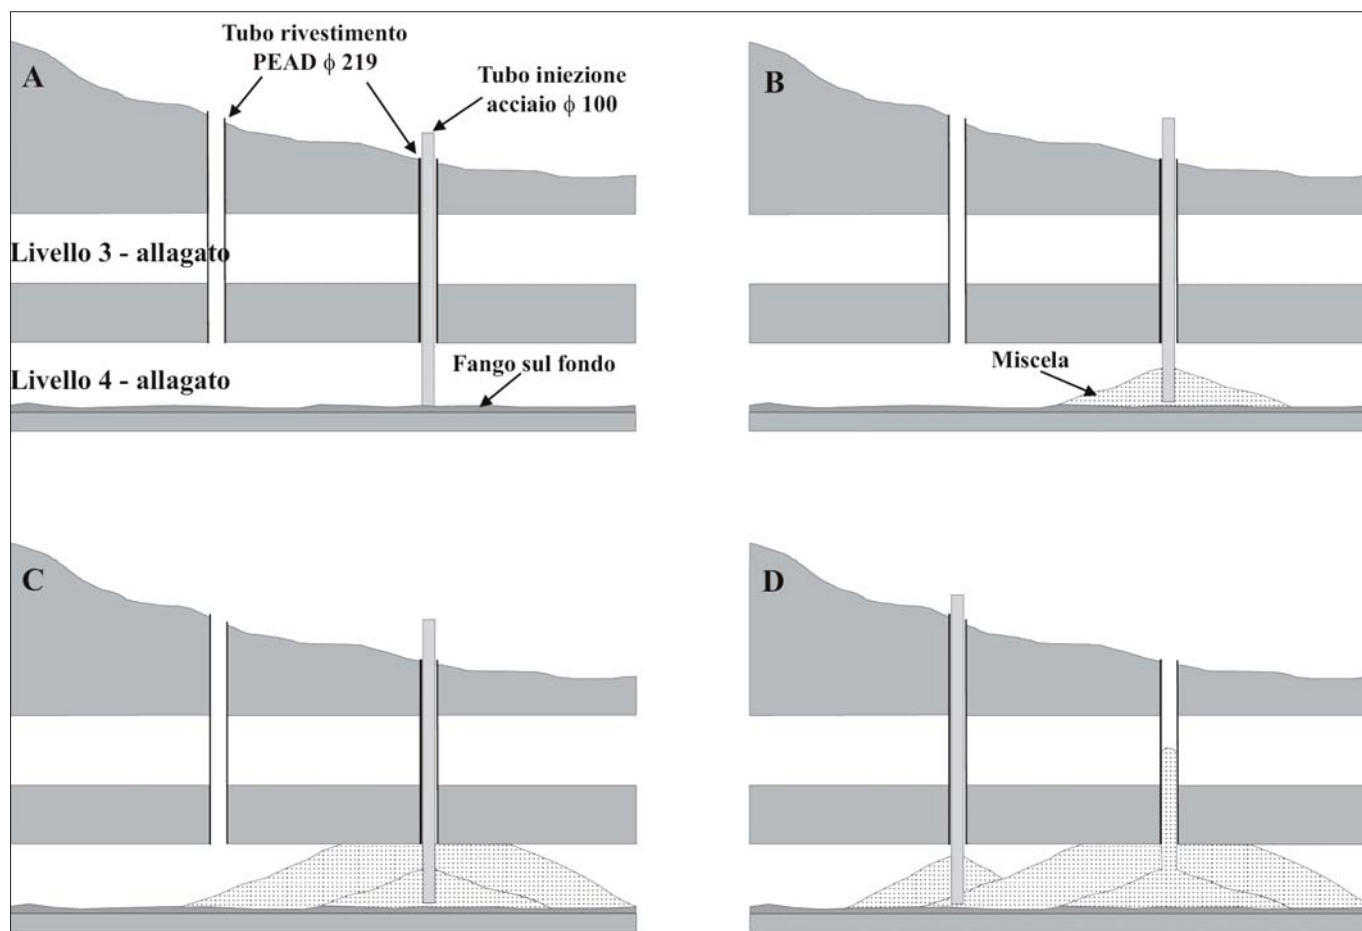 A
Tubo rivestimento
PEAD ϕ 219
Tubo iniezione
acciaio ϕ 100
Livello 3 - allagato
Livello 4 - allagato
Fango sul fondo
B
Miscela
C
D